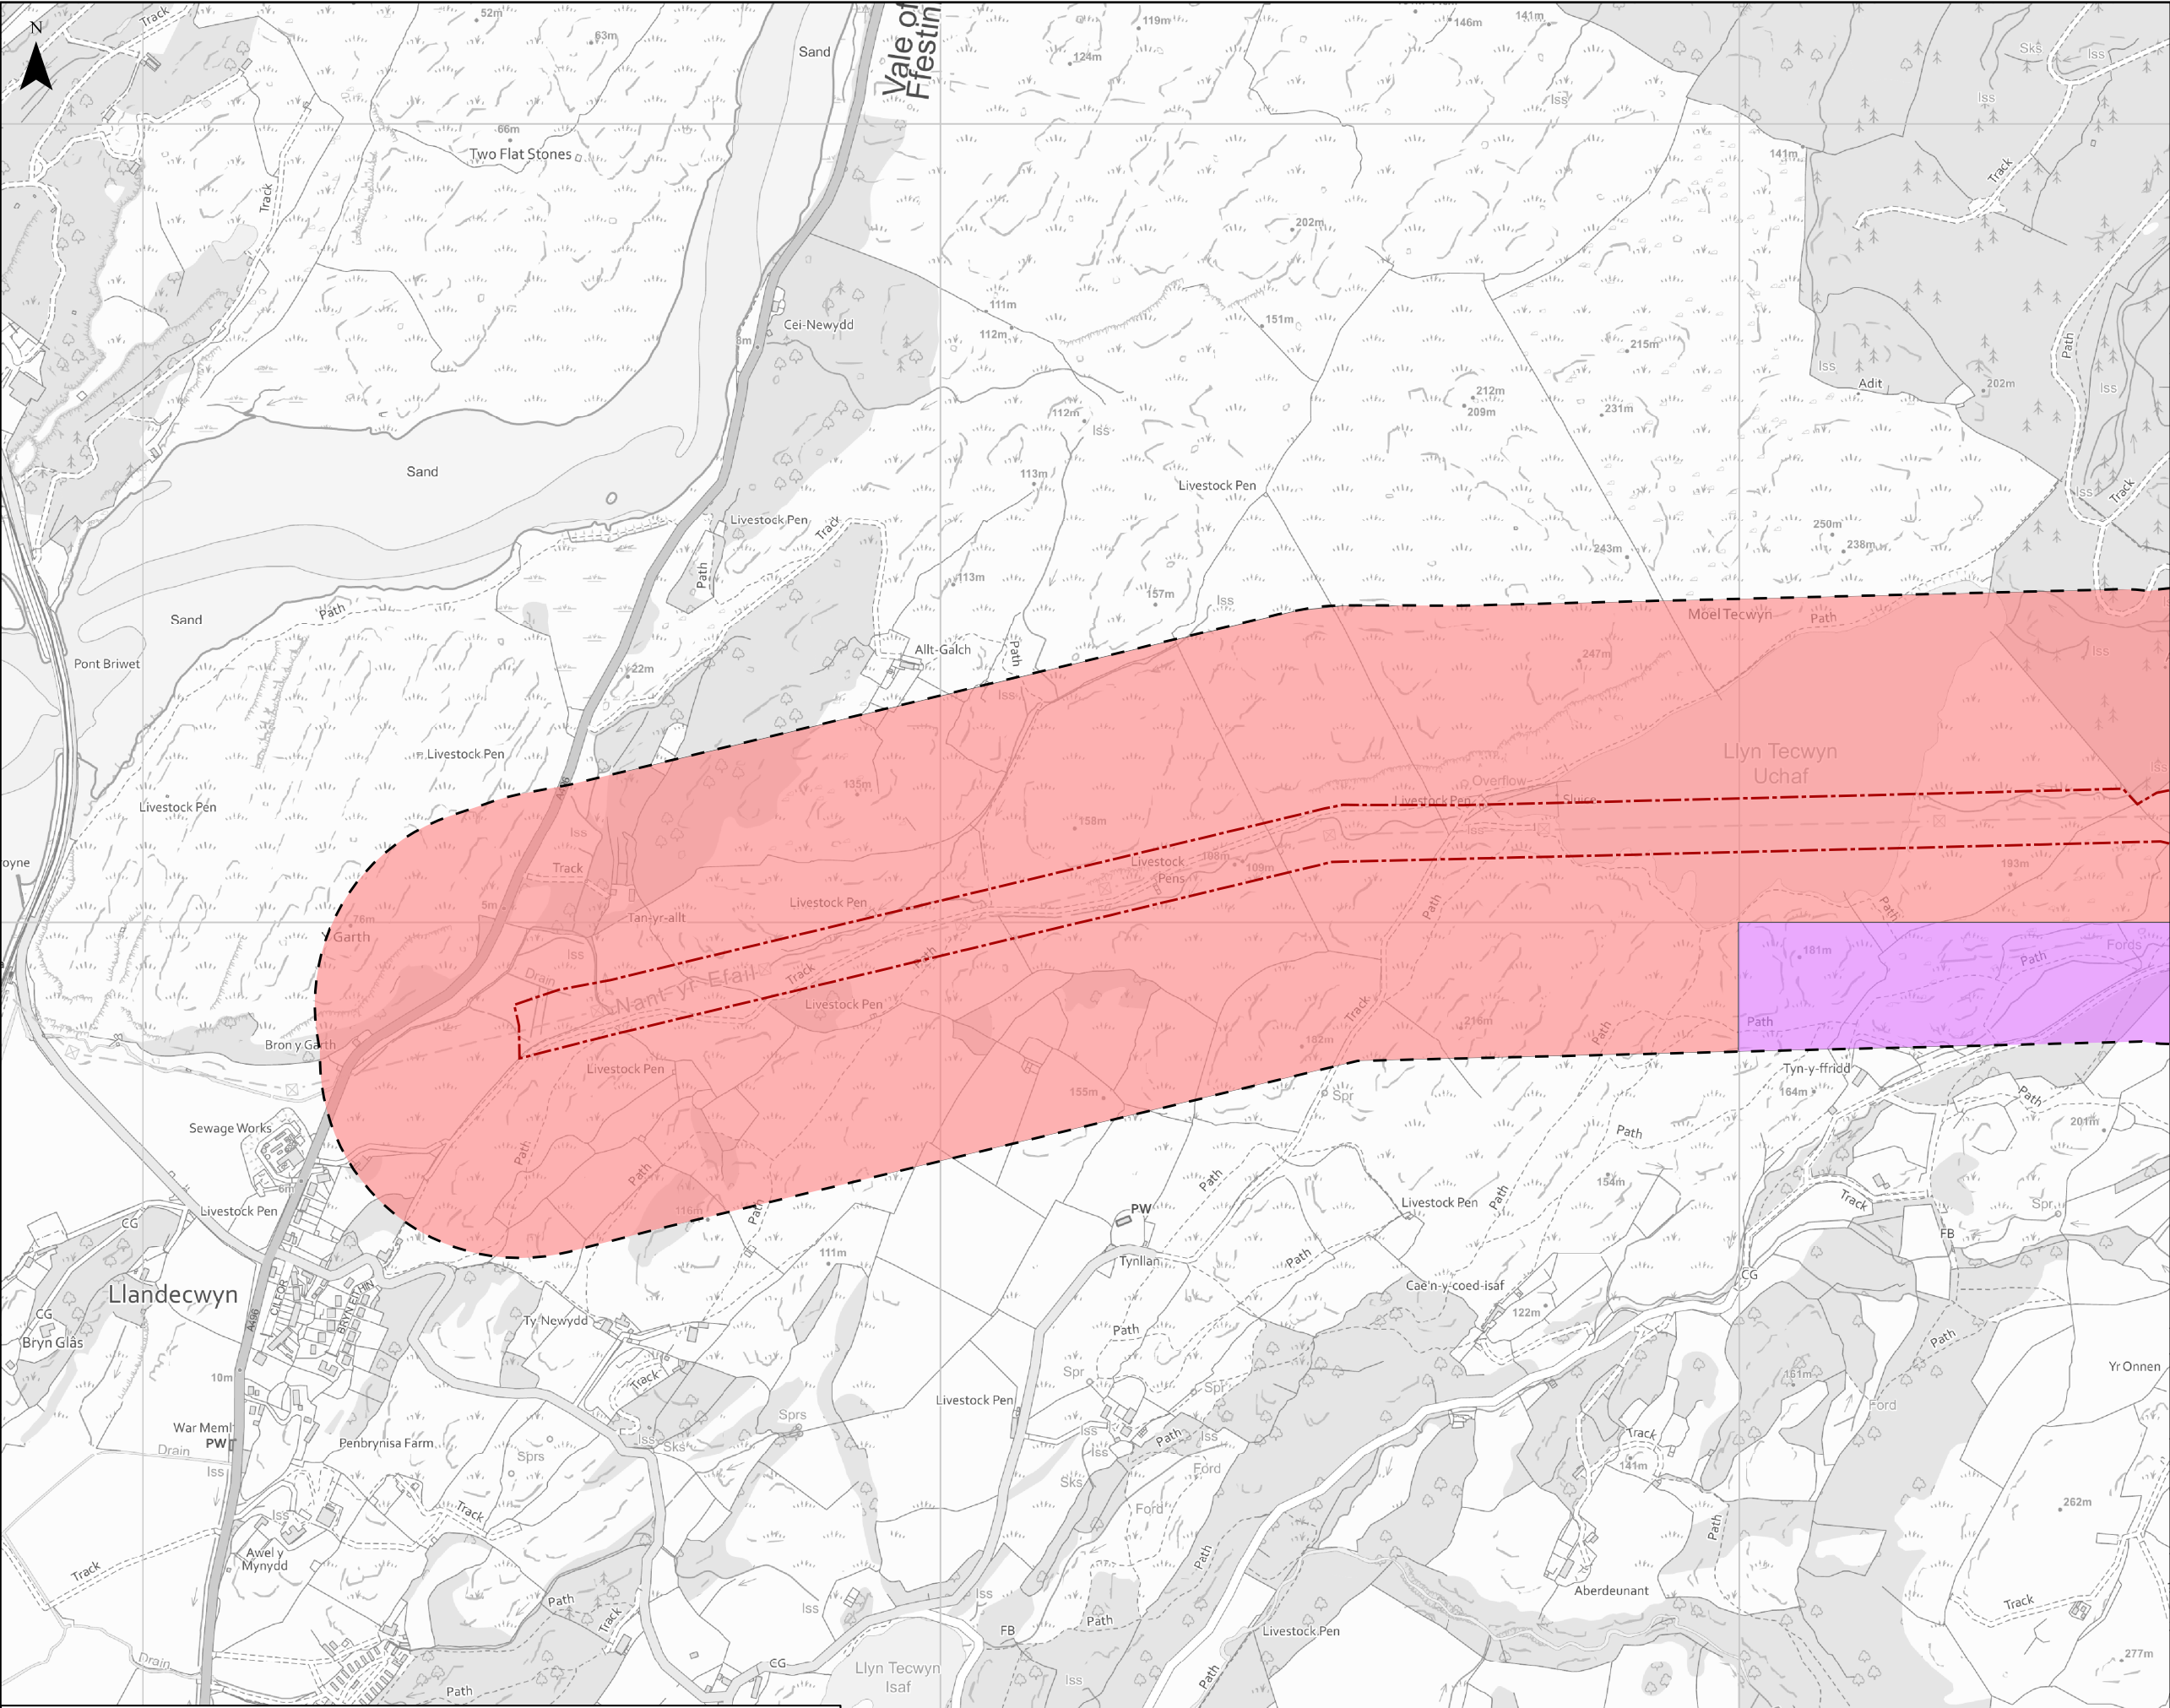 N
Track
52m
63m
Sand
Vale of
Ffestin
119m
124m
146m
141m
Sks
Iss
Iss
Iss
66m
Two Flat Stones
Track
141m
Track
202m
Cei-Newydd
8m
111m
112m
151m
215m
Path
Iss
Iss
Adit
202m
212m
209m
231m
112m
Iss
Sand
113m
Livestock Pen
Iss
Track
Livestock Pen
Track
250m
238m
243m
Path
113m
157m
Iss
Path
Sand
Moel Tecwyn
Path
Pont Briwet
22m
Allt-Galch
Path
247m
Iss
Iss
Livestock Pen
Llyn Tecwyn
Uchaf
Iss
Livestock Pen
135m
Overflow
Livestock Pen
Sluice
Iss
158m
Iss
oyne
Track
Livestock
Pens
108m
109m
193m
5m
76m
Garth
Tan-yr-allt
Livestock Pen
Path
Path
Iss
Drain
Nant-yr-Efail
Track
Path
181m
Fords
Path
Livestock Pen
Track
216m
Path
Path
Bron y Garth
182m
Livestock Pen
155m
Spr
Tyn-y-ffridd
164m
Path
Sewage Works
Path
Path
Path
201m
6m
154m
Livestock Pen
116m
Path
PW
Path
Livestock Pen
Path
Track
Spr
CG
111m
Tynllan
Path
FB
CG
Llandecwyn
CILFOR
BRYN EITHIN
A496
CG
Bryn Glâs
Ty Newydd
Cae'n-y-coed-isaf
122m
Path
Path
Yr Onnen
10m
Track
Spr
Spr
161m
Ford
Livestock Pen
War Meml
PW
Drain
Penbrynisa Farm
Sprs
Iss
Sks
Sprs
Iss
Iss
Path
Iss
Track
141m
Iss
Sks
Ford
Ford
262m
Track
Iss
Path
Awel y
Mynydd
Track
Path
Aberdeunant
Path
Track
Iss
Iss
Path
Track
FB
Livestock Pen
Drain
CG
Llyn Tecwyn
Isaf
Iss
Path
Path
277m